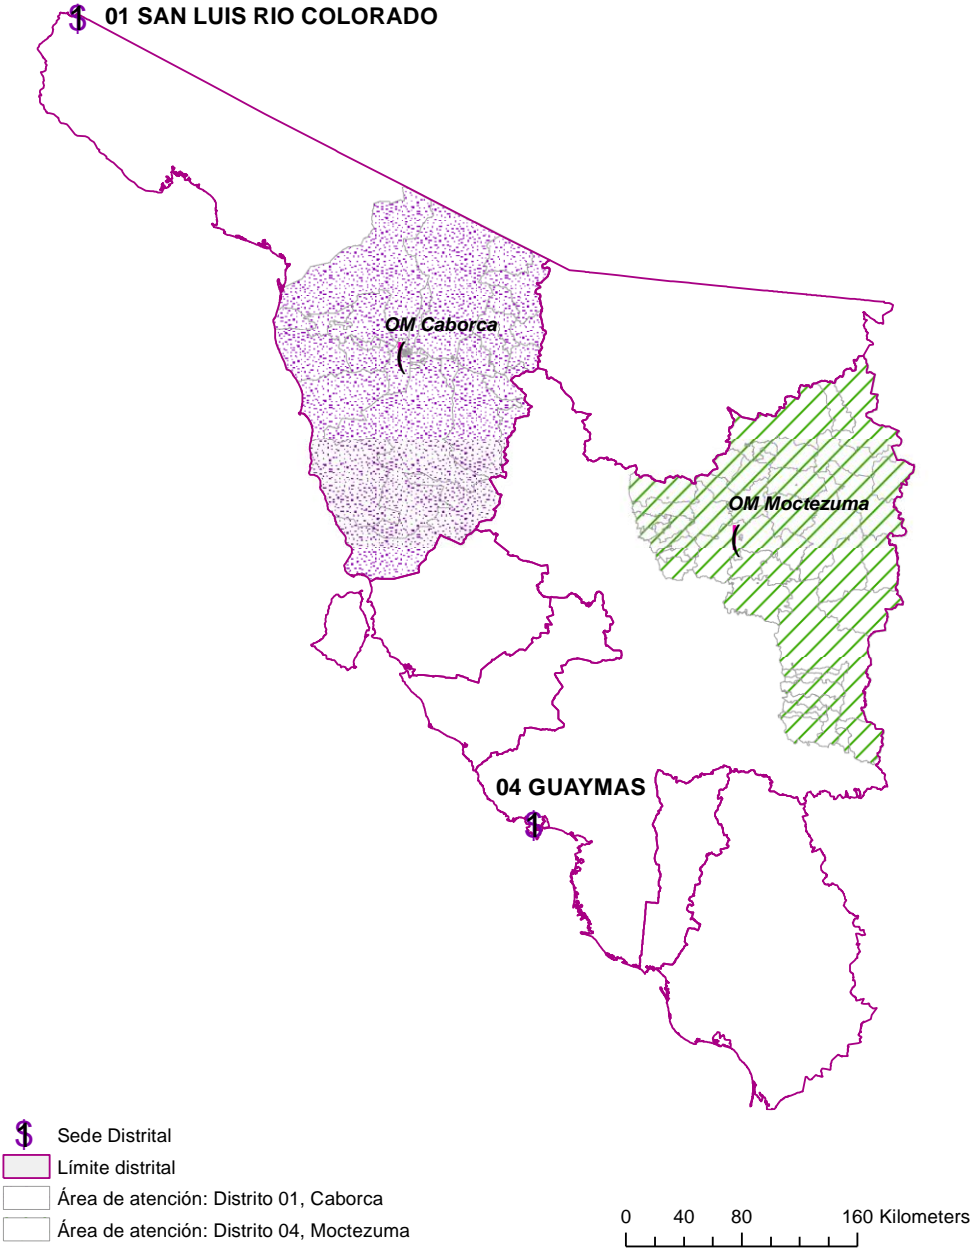 01 SAN LUIS RIO COLORADO
OM Caborca
OM Moctezuma
04 GUAYMAS
Sede Distrital
Límite distrital
Área de atención: Distrito 01, Caborca
Área de atención: Distrito 04, Moctezuma
0 40 80 160 Kilometers